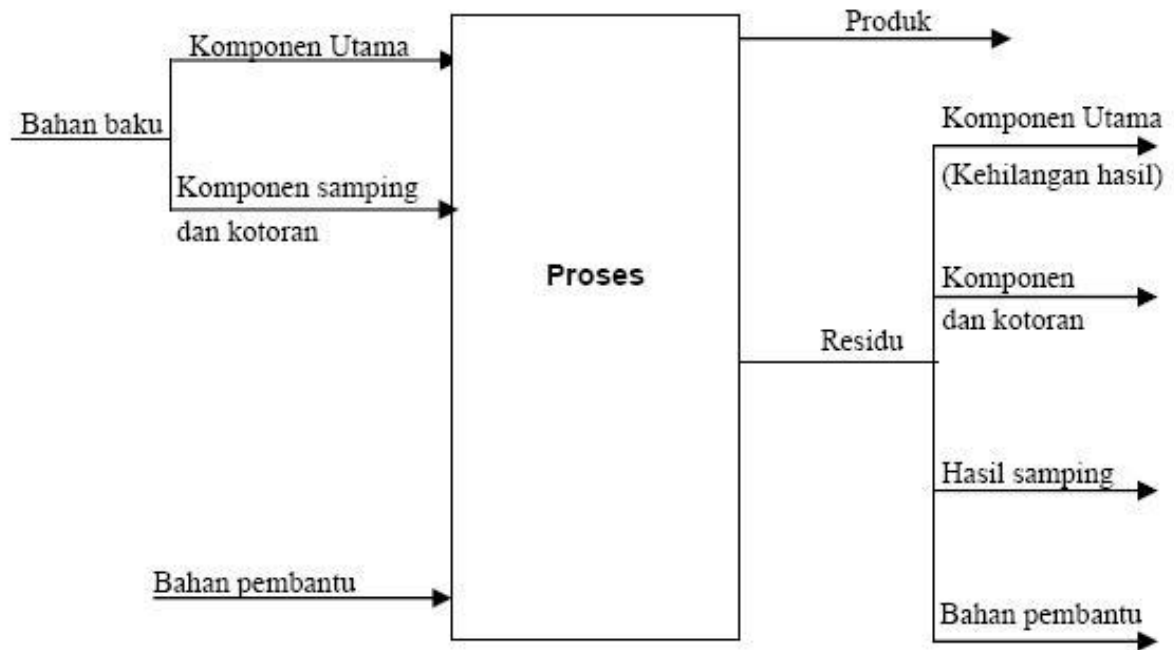 Komponen Utama
Bahan baku
Komponen samping
dan kotoran
Bahan pembantu
Proses
Produk
Residu
Komponen Utama
(Kehilangan hasil)
Komponen
dan kotoran
Hasil samping
Bahan pembantu